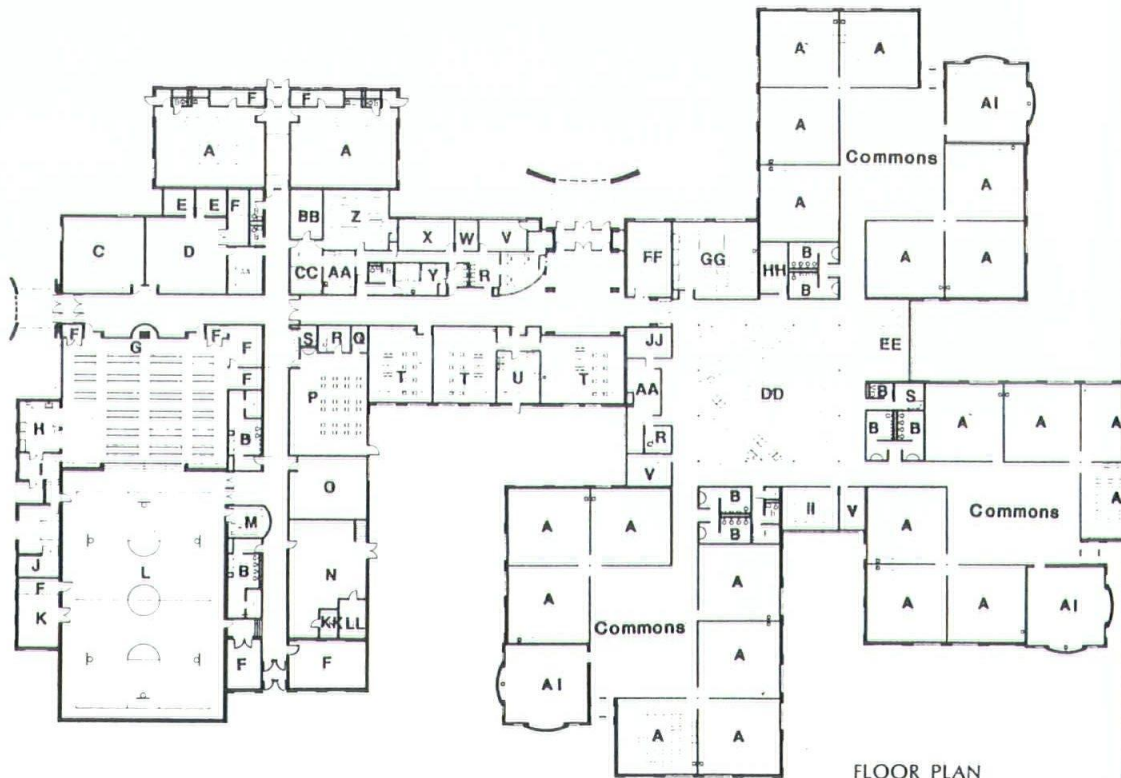 A A
A AI
A
Commons
A
F F
A A
A
E E F BB Z
X W V
A A
C D CC AA Y R
FF GG HH B
B
F G F F S R Q
JJ
EE
F T T U T
AA DD
P
B S
H B R B B
A A A
I V
O
B
A A
II V A
Commons
A
M B
L
J B N
A
F A A A AI
K KK LL
Commons
A
F F
AI
A A
FLOOR PLAN